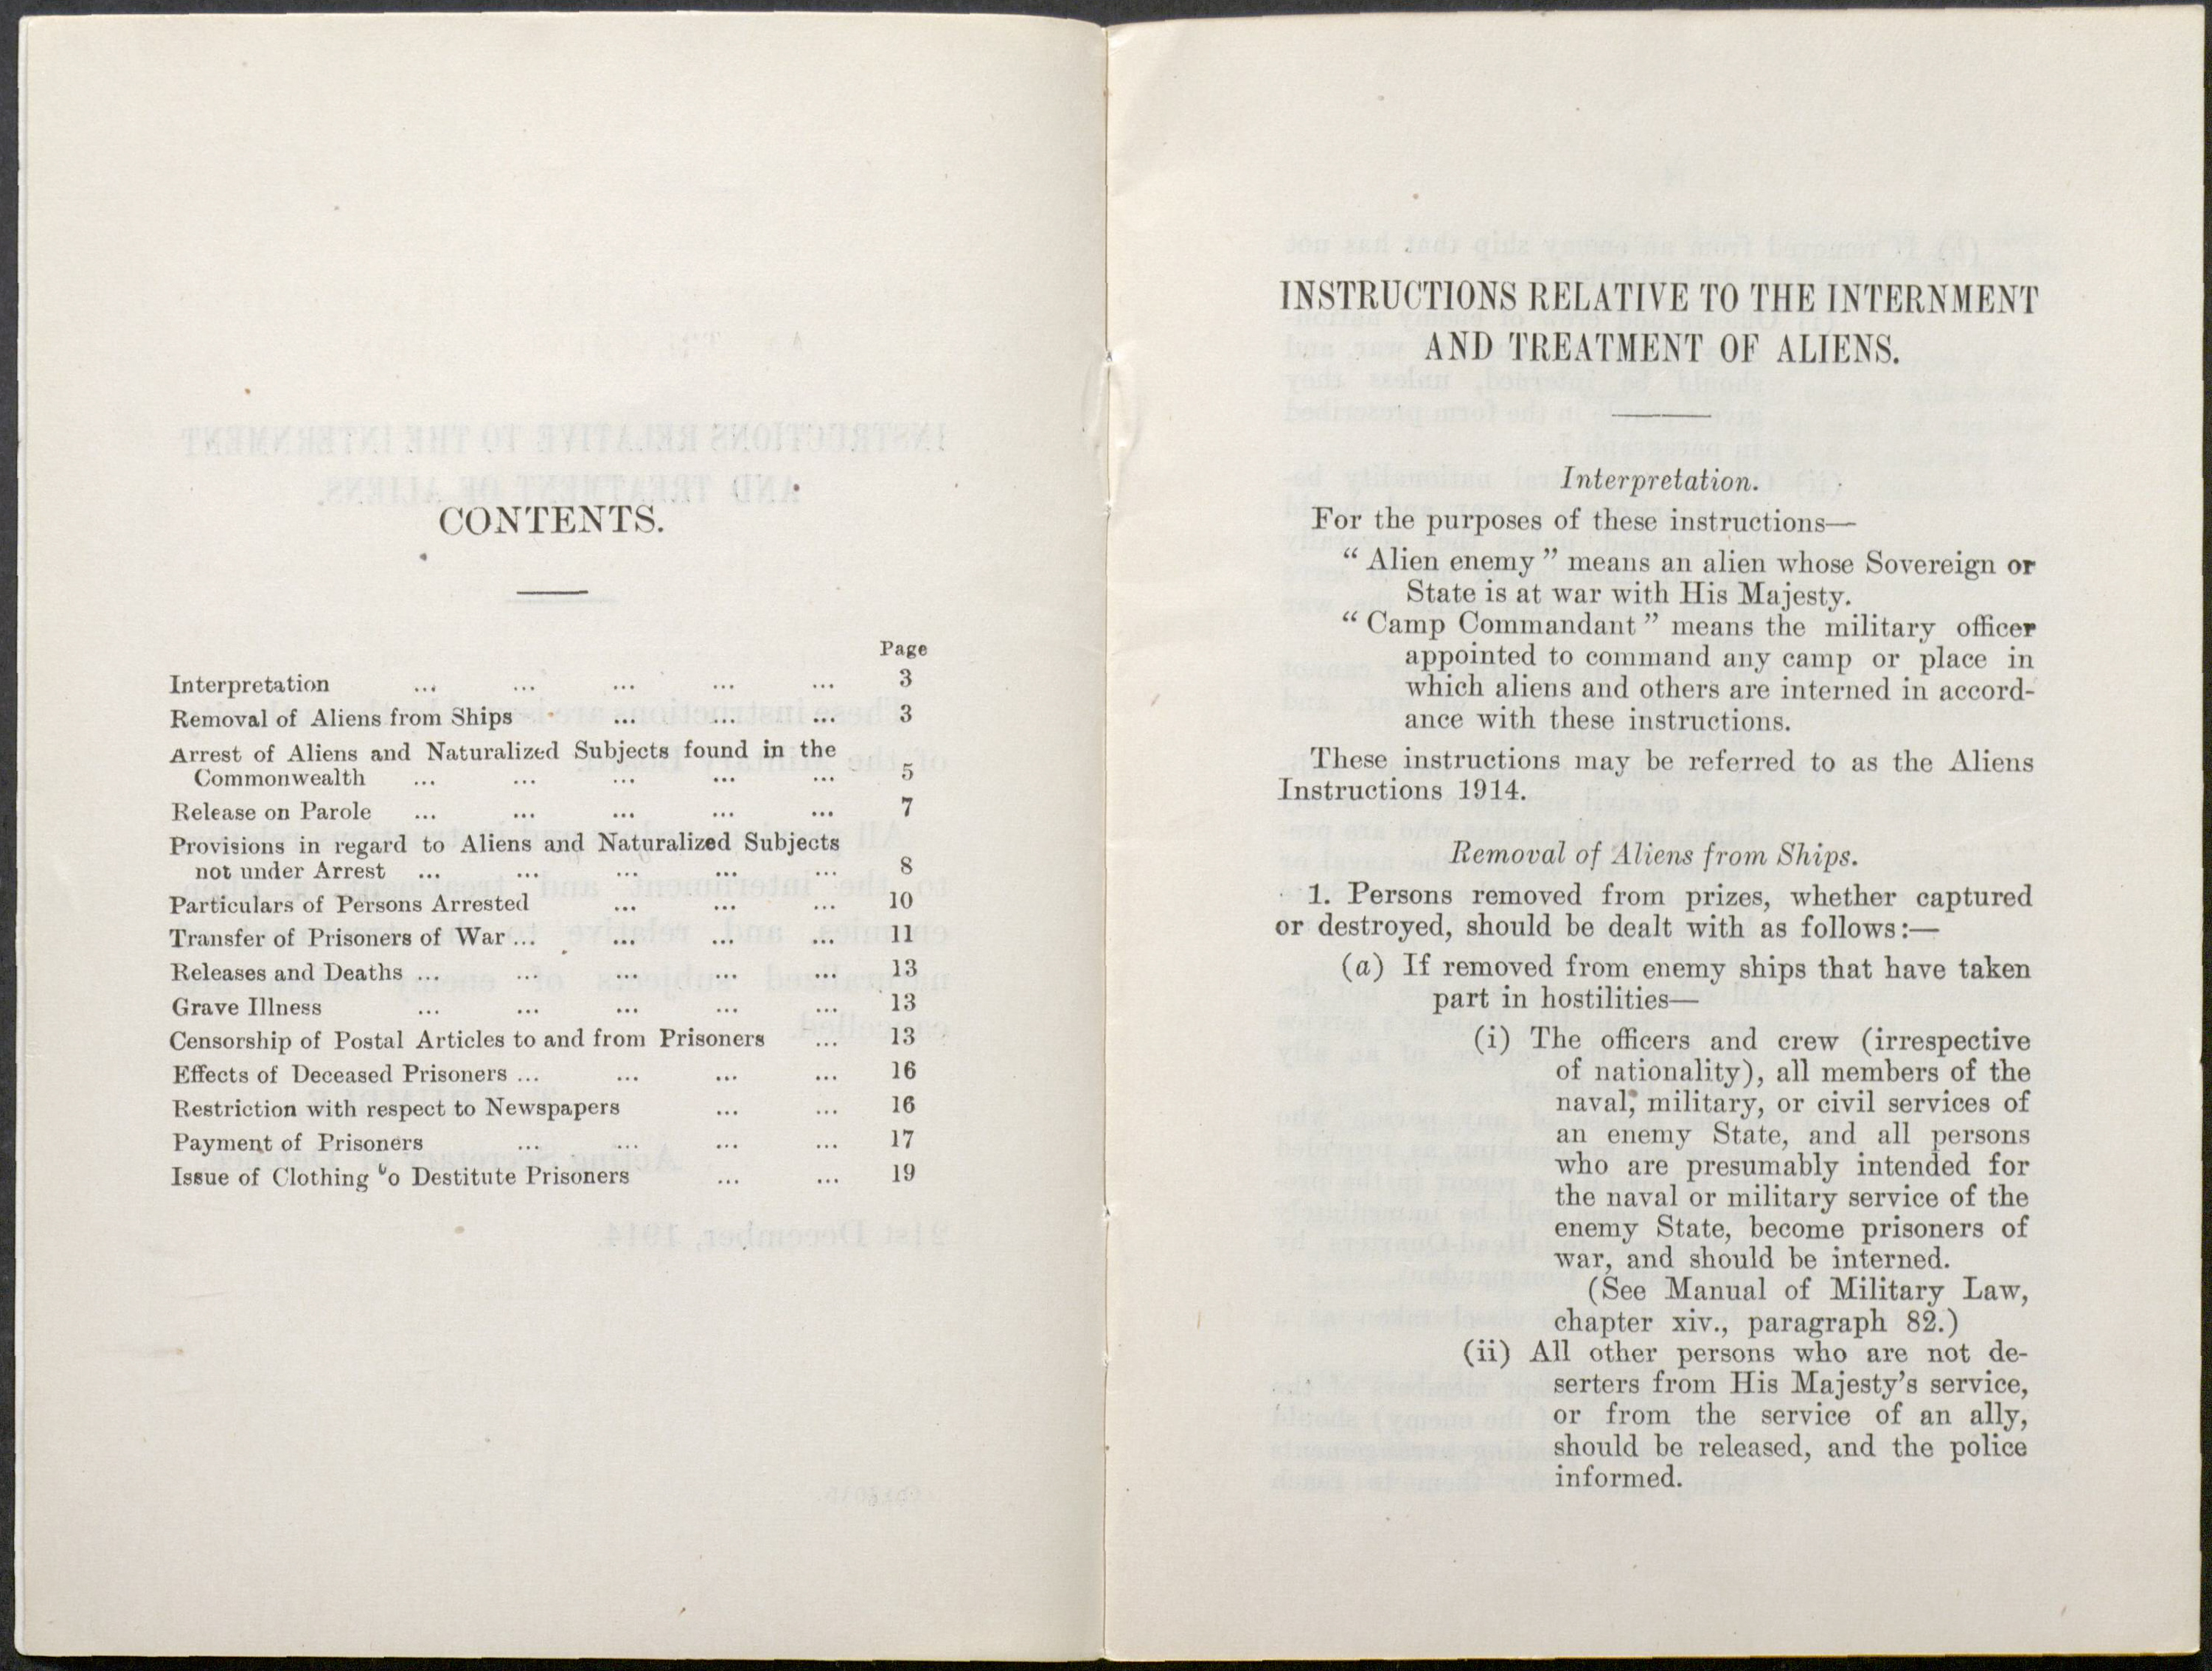 CONTENTS.
Page
Interpretation ... ... ... ... ... 3
Removal of Aliens from Ships ... ... ... 3
Arrest of Aliens and Naturalized Subjects found in the
Commonwealth ... ... ... ... ... 5
Release on Parole ... ... ... ... ... 7
Provisions in regard to Aliens and Naturalized Subjects
not under Arrest ... ... ... ... ... 8
Particulars of Persons Arrested ... ... ... 10
Transfer of Prisoners of War ... ... ... ... 11
Releases and Deaths ... ... ... ... ... 13
Grave Illness ... ... ... ... ... 13
Censorship of Postal Articles to and from Prisoners ... 13
Effects of Deceased Prisoners ... ... ... ... 16
Restriction with respect to Newspapers ... ... 16
Payment of Prisoners ... ... ... ... 17
Issue of Clothing to Destitute Prisoners ... ... 19
INSTRUCTIONS RELATIVE TO THE INTERNMENT
AND TREATMENT OF ALIENS.
Interpretation.
For the purposes of these instructions—
“ Alien enemy ” means an alien whose Sovereign or
State is at war with His Majesty.
“ Camp Commandant ” means the military officer
appointed to command any camp or place in
which aliens and others are interned in accord-
ance with these instructions.
These instructions may be referred to as the Aliens
Instructions 1914.
Removal of Aliens from Ships.
1. Persons removed from prizes, whether captured
or destroyed, should be dealt with as follows:—
(a) If removed from enemy ships that have taken
part in hostilities—
(i) The officers and crew (irrespective
of nationality), all members of the
naval, military, or civil services of
an enemy State, and all persons
who are presumably intended for
the naval or military service of the
enemy State, become prisoners of
war, and should be interned.
(See Manual of Military Law,
chapter xiv., paragraph 82.)
(ii) All other persons who are not de-
serters from His Majesty's service,
or from the service of an ally,
should be released, and the police
informed.